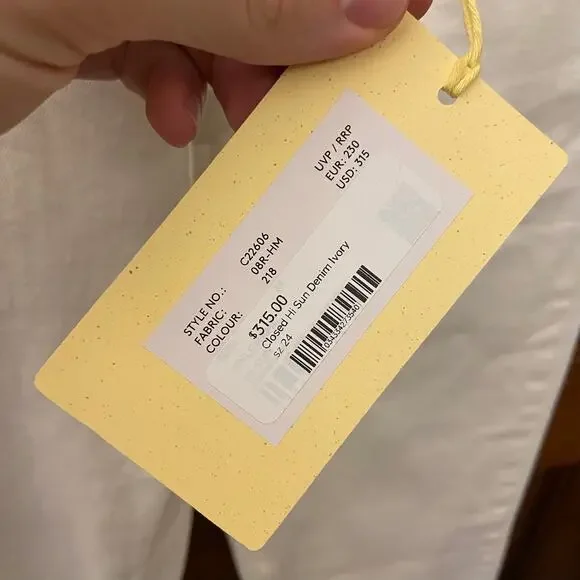 UVP / RRP
EUR: 230
USD: 315
STYLE NO.: C22606
FABRIC: 08R-HM
COLOUR: 218
$315.00
Closed Hi Sun Denim Ivory
sz 24